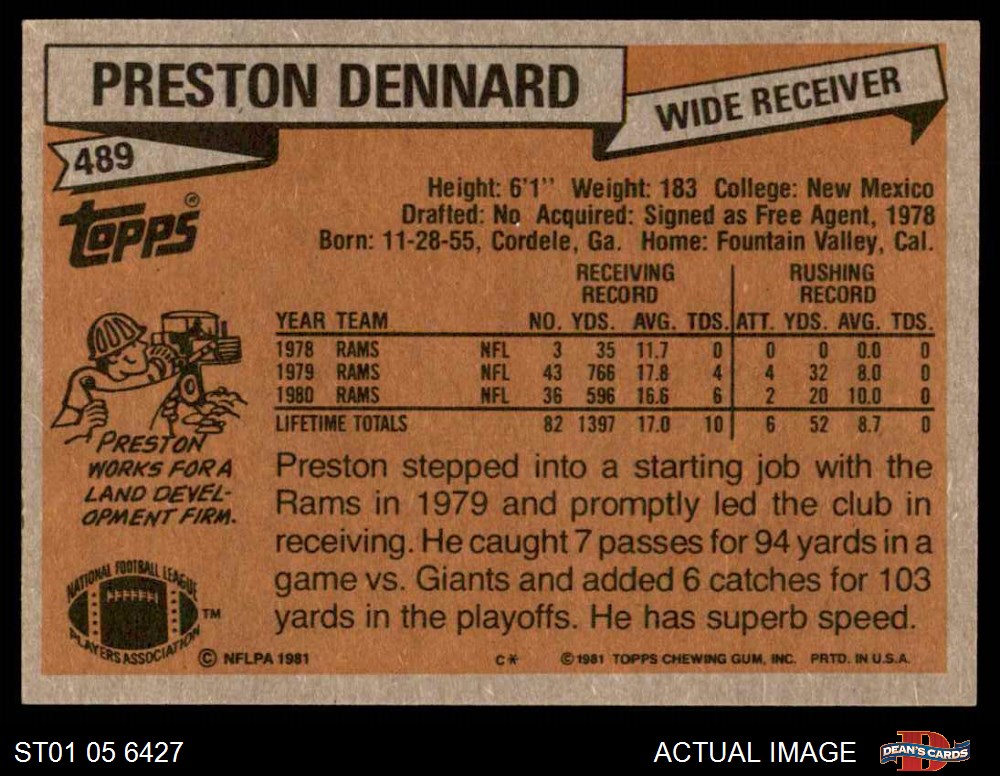 PRESTON DENNARD
WIDE RECEIVER
489
TOPPS®
Height: 6'1" Weight: 183 College: New Mexico
Drafted: No Acquired: Signed as Free Agent, 1978
Born: 11-28-55, Cordele, Ga. Home: Fountain Valley, Cal.
RECEIVING RECORD RUSHING RECORD
YEAR TEAM NO. YDS. AVG. TDS. ATT. YDS. AVG. TDS.
1978 RAMS NFL 3 35 11.7 0 0 0 0.0 0
1979 RAMS NFL 43 766 17.8 4 4 32 8.0 0
1980 RAMS NFL 36 596 16.6 6 2 20 10.0 0
LIFETIME TOTALS 82 1397 17.0 10 6 52 8.7 0
PRESTON
WORKS FOR A
LAND DEVEL-
OPMENT FIRM.
Preston stepped into a starting job with the
Rams in 1979 and promptly led the club in
receiving. He caught 7 passes for 94 yards in a
game vs. Giants and added 6 catches for 103
yards in the playoffs. He has superb speed.
NATIONAL FOOTBALL LEAGUE
PLAYERS ASSOCIATION
TM
© NFLPA 1981 C* ©1981 TOPPS CHEWING GUM, INC. PRTD. IN U.S.A.
ST01 05 6427
ACTUAL IMAGE
D
DEAN'S CARDS